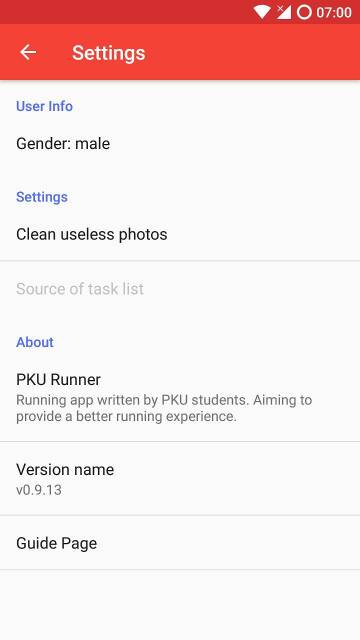 07:00
Settings
User Info
Gender: male
Settings
Clean useless photos
Source of task list
About
PKU Runner
Running app written by PKU students. Aiming to
provide a better running experience.
Version name
v0.9.13
Guide Page